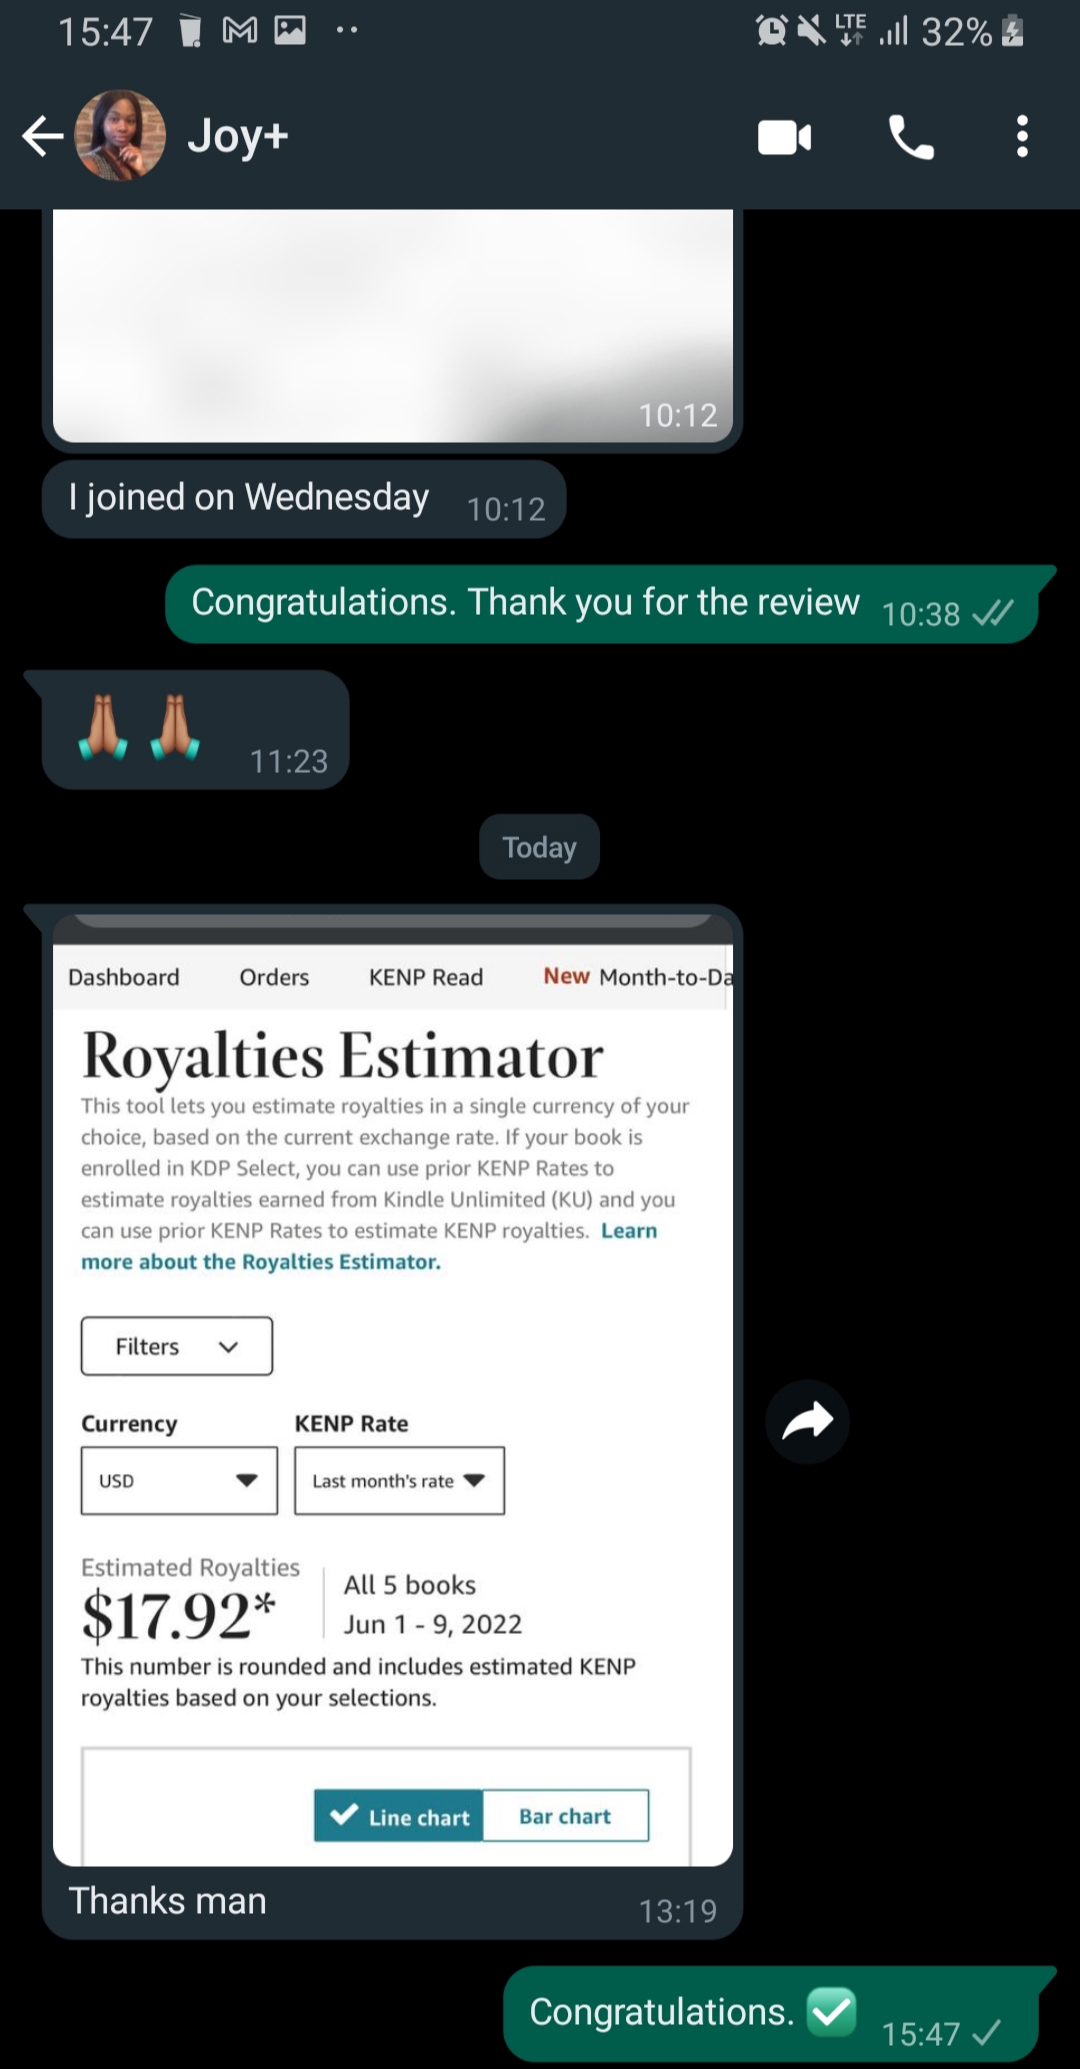 15:47
LTE
32%
Joy+
10:12
I joined on Wednesday 10:12
Congratulations. Thank you for the review 10:38
11:23
Today
Dashboard Orders KENP Read New Month-to-Da
Royalties Estimator
This tool lets you estimate royalties in a single currency of your
choice, based on the current exchange rate. If your book is
enrolled in KDP Select, you can use prior KENP Rates to
estimate royalties earned from Kindle Unlimited (KU) and you
can use prior KENP Rates to estimate KENP royalties. Learn
more about the Royalties Estimator.
Filters
Currency KENP Rate
USD Last month's rate
Estimated Royalties
$17.92*
All 5 books
Jun 1 - 9, 2022
This number is rounded and includes estimated KENP
royalties based on your selections.
Line chart Bar chart
Thanks man 13:19
Congratulations. ✅ 15:47